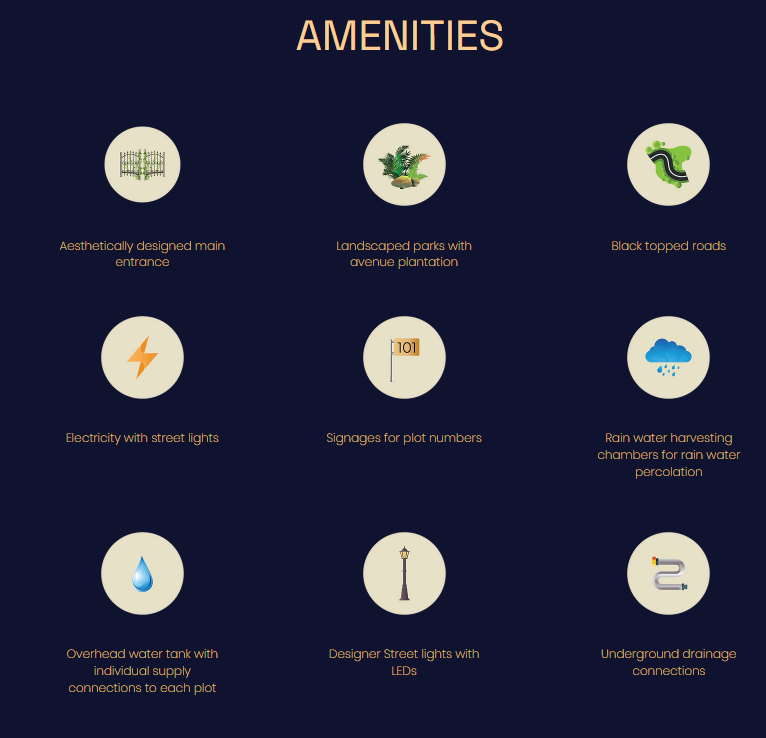 AMENITIES
Aesthetically designed main
entrance
Landscaped parks with
avenue plantation
Black topped roads
Electricity with street lights
101
Signages for plot numbers
Rain water harvesting
chambers for rain water
percolation
Overhead water tank with
individual supply
connections to each plot
Designer Street lights with
LEDs
Underground drainage
connections